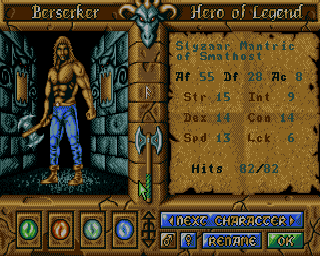 Berserker
Hero of Legend
Styzaar Mantric
of Smathost
Af 55 Df 28 Ac 8
Str 15 Int 9
Dex 14 Con 14
Spd 13 Lck 6
Hits 82/82
NEXT CHARACTER
RENAME
OK